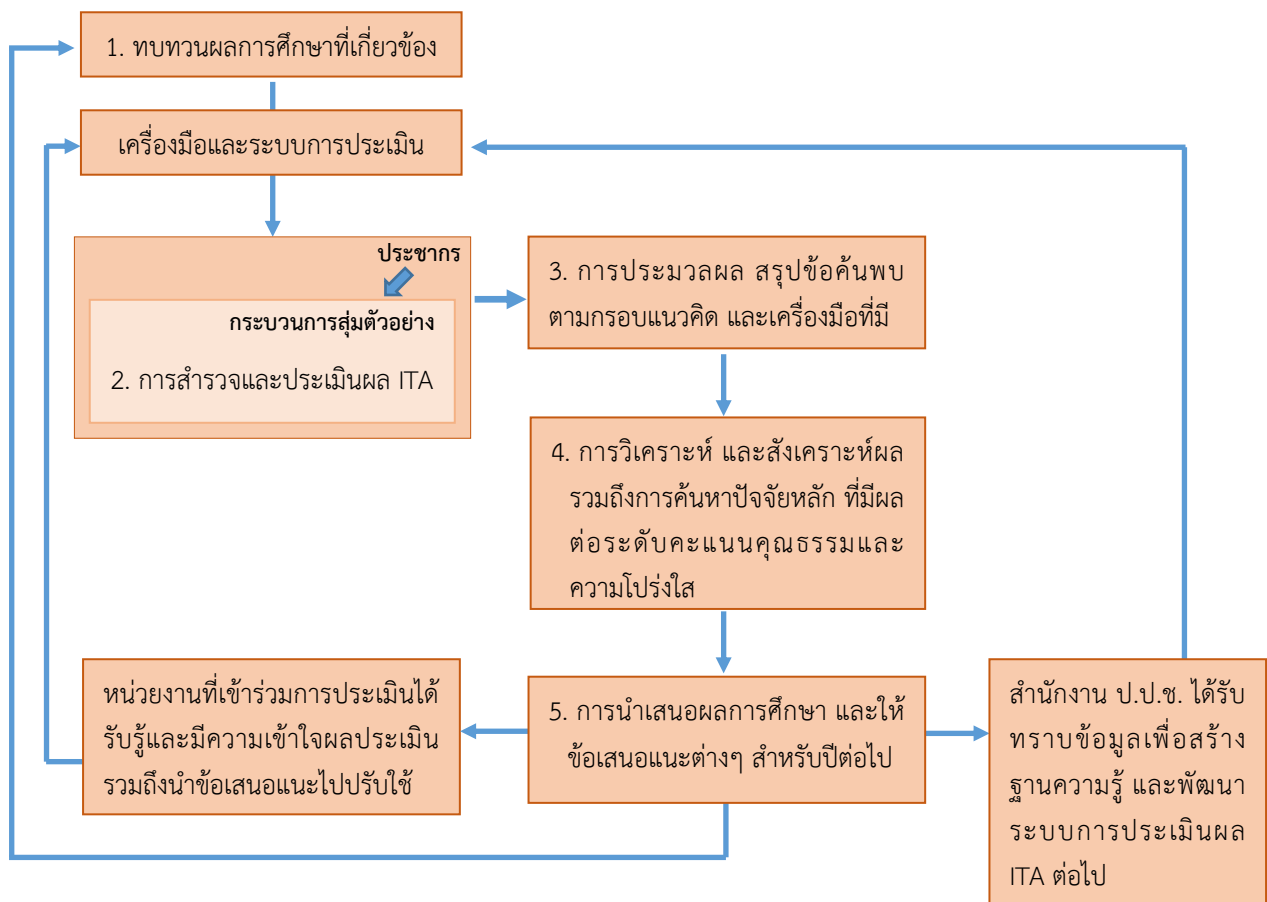 1. ทบทวนผลการศึกษาที่เกี่ยวข้อง
เครื่องมือและระบบการประเมิน
ประชากร
กระบวนการสุ่มตัวอย่าง
2. การสำรวจและประเมินผล ITA
3. การประมวลผล สรุปข้อค้นพบ
ตามกรอบแนวคิด และเครื่องมือที่มี
4. การวิเคราะห์ และสังเคราะห์ผล
รวมถึงการค้นหาปัจจัยหลัก ที่มีผล
ต่อระดับคะแนนคุณธรรมและ
ความโปร่งใส
หน่วยงานที่เข้าร่วมการประเมินได้
รับรู้และมีความเข้าใจผลประเมิน
รวมถึงนำข้อเสนอแนะไปปรับใช้
5. การนำเสนอผลการศึกษา และให้
ข้อเสนอแนะต่างๆ สำหรับปีต่อไป
สำนักงาน ป.ป.ช. ได้รับ
ทราบข้อมูลเพื่อสร้าง
ฐานความรู้ และพัฒนา
ระบบการประเมินผล
ITA ต่อไป